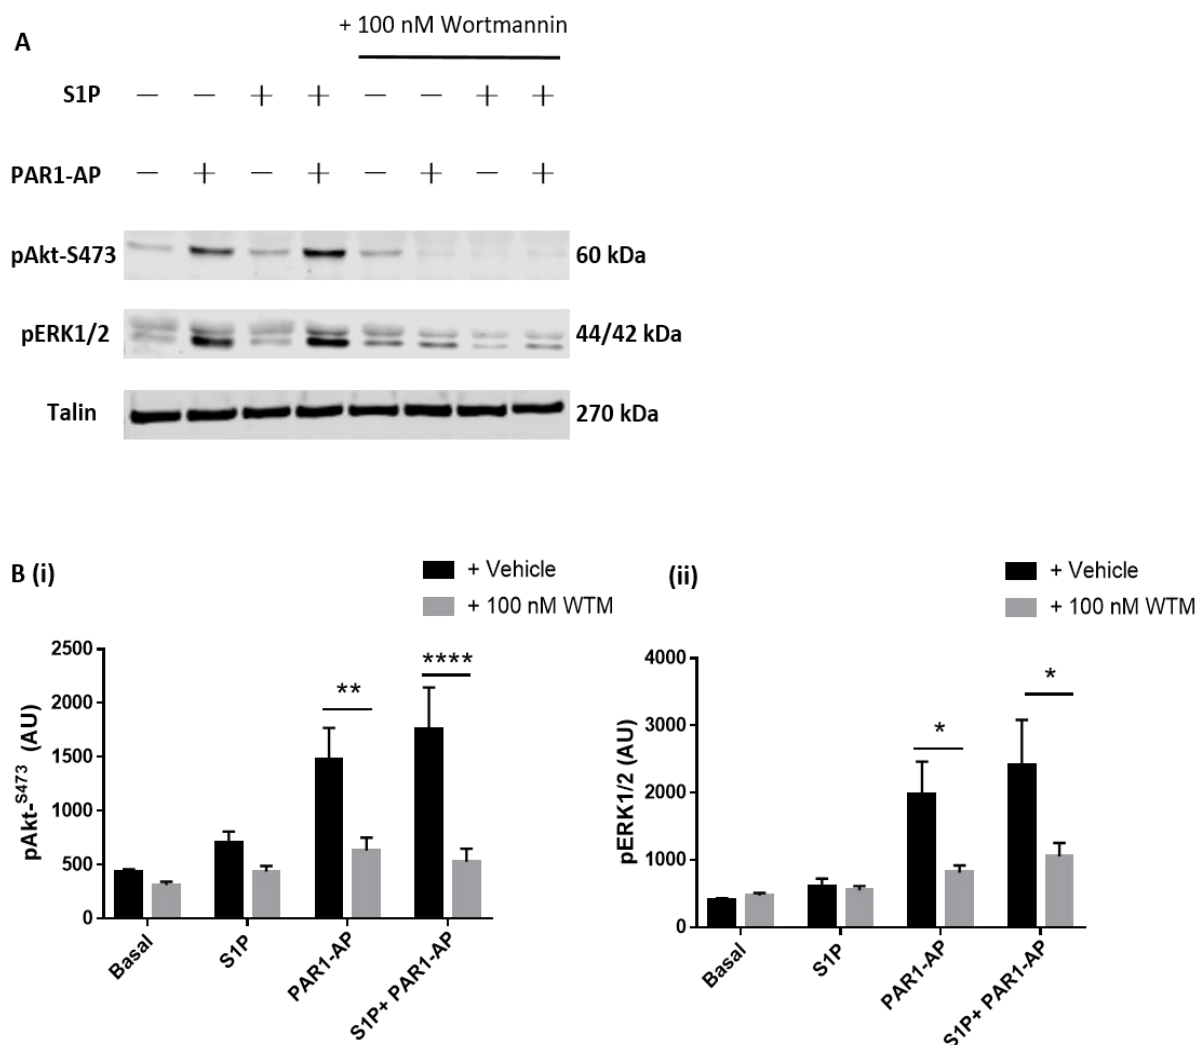 + 100 nM Wortmannin
A
S1P − − + + − − + +
PAR1-AP − + − + − + − +
pAkt-S473 60 kDa
pERK1/2 44/42 kDa
Talin 270 kDa
B (i)
+ Vehicle
+ 100 nM WTM
pAkt-S473 (AU)
2500
2000
1500
1000
500
0
**
****
Basal
S1P
PAR1-AP
S1P+ PAR1-AP
(ii)
+ Vehicle
+ 100 nM WTM
pERK1/2 (AU)
4000
3000
2000
1000
0
*
*
Basal
S1P
PAR1-AP
S1P+ PAR1-AP